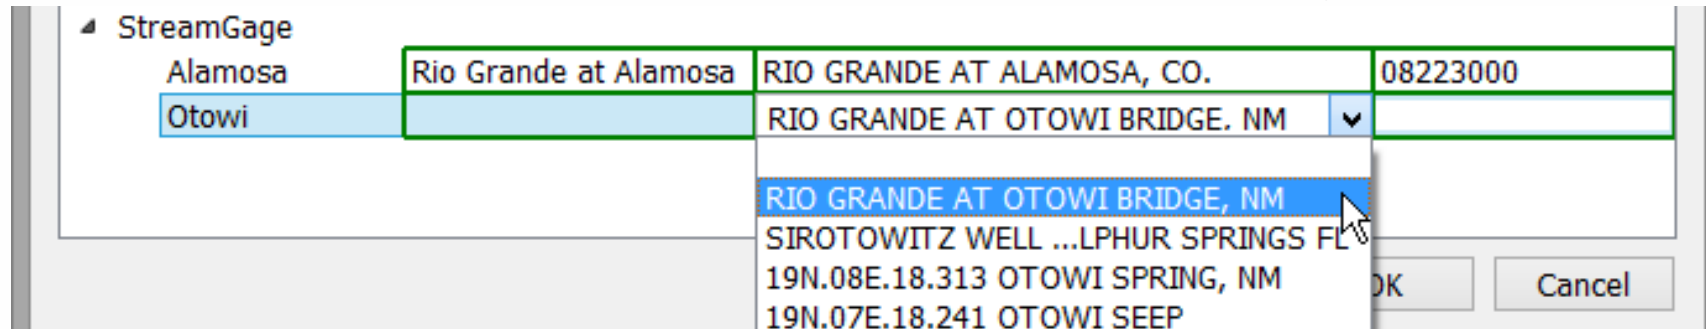 StreamGage
Alamosa Rio Grande at Alamosa RIO GRANDE AT ALAMOSA, CO. 08223000
Otowi RIO GRANDE AT OTOWI BRIDGE. NM
RIO GRANDE AT OTOWI BRIDGE, NM
SIROTOWITZ WELL ...LPHUR SPRINGS FL
19N.08E.18.313 OTOWI SPRING, NM
OK Cancel
19N.07E.18.241 OTOWI SEEP